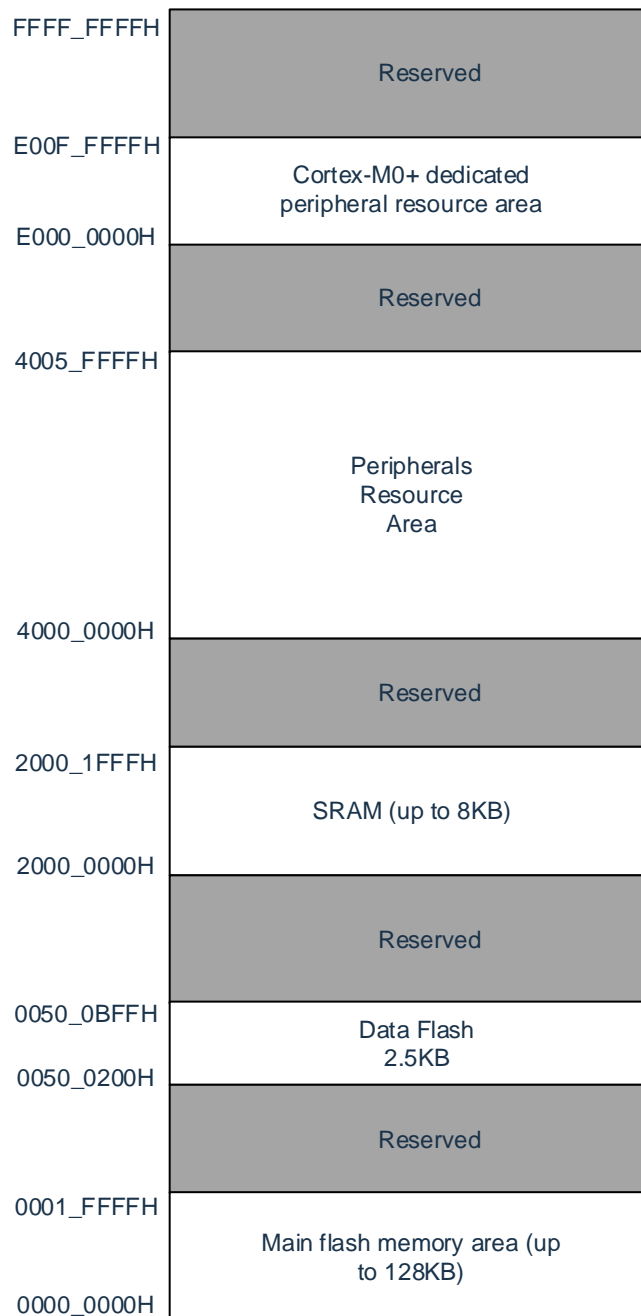 FFFF_FFFFH
Reserved
E00F_FFFFH
Cortex-M0+ dedicated
peripheral resource area
E000_0000H
Reserved
4005_FFFFH
Peripherals
Resource
Area
4000_0000H
Reserved
2000_1FFFH
SRAM (up to 8KB)
2000_0000H
Reserved
0050_0BFFH
Data Flash
2.5KB
0050_0200H
Reserved
0001_FFFFH
Main flash memory area (up
to 128KB)
0000_0000H